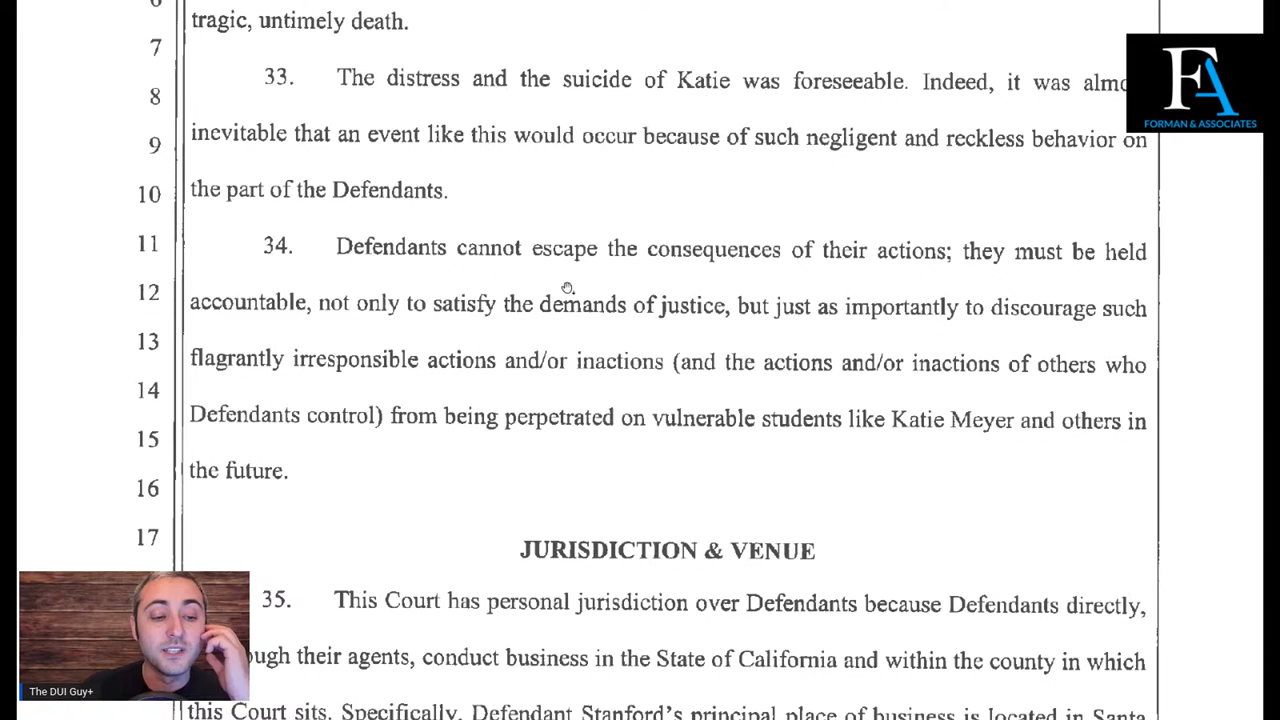 6
tragic, untimely death.
7
33. The distress and the suicide of Katie was foreseeable. Indeed, it was
8
inevitable that an event like this would occur because of such negligent and reckless behavior on
9
the part of the Defendants.
10
34. Defendants cannot escape the consequences of their actions; they must be held
11
accountable, not only to satisfy the demands of justice, but just as importantly to discourage such
12
flagrantly irresponsible actions and/or inactions (and the actions and/or inactions of others who
13
Defendants control) from being perpetrated on vulnerable students like Katie Meyer and others in
14
the future.
15
16
17
JURISDICTION & VENUE
35. This Court has personal jurisdiction over Defendants because Defendants directly,
their agents, conduct business in the State of California and within the county in which
this Court sits. Specifically, Defendant Stanford's principal place of business is located in Santa
FA
FORMAN & ASSOCIATES
The DUI Guy+